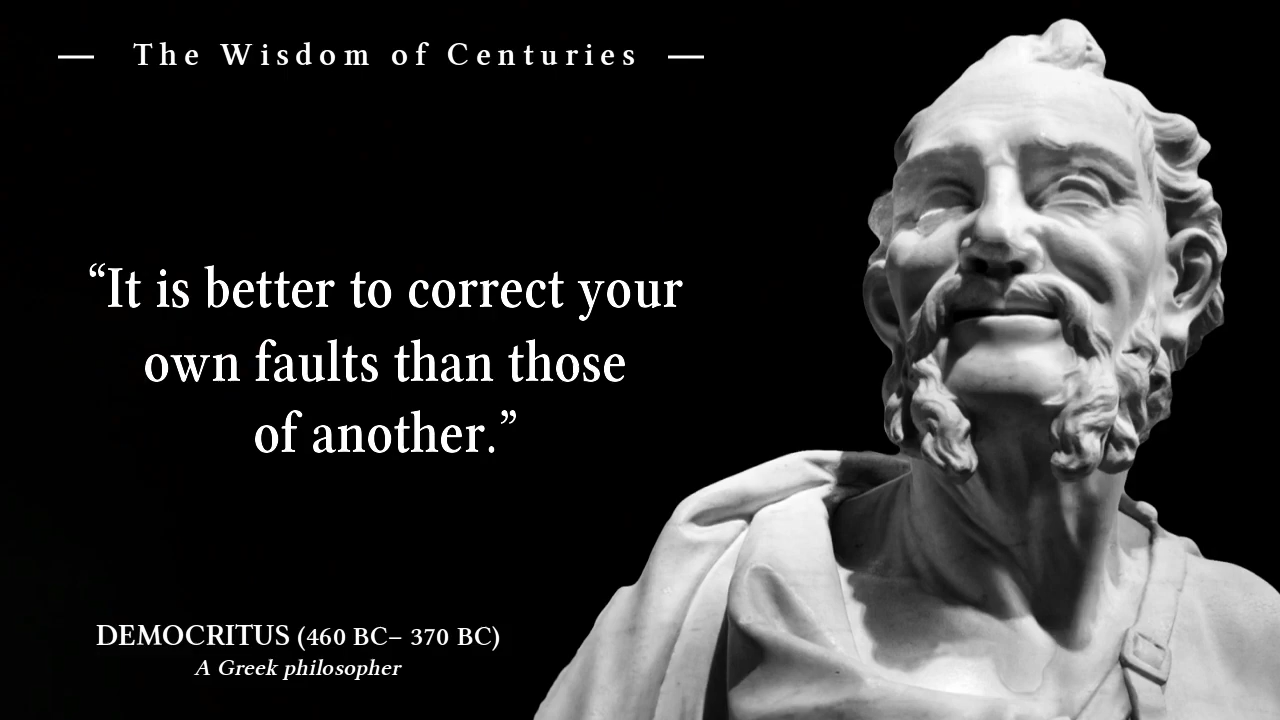 — The Wisdom of Centuries —
“It is better to correct your
own faults than those
of another.”
DEMOCRITUS (460 BC– 370 BC)
A Greek philosopher